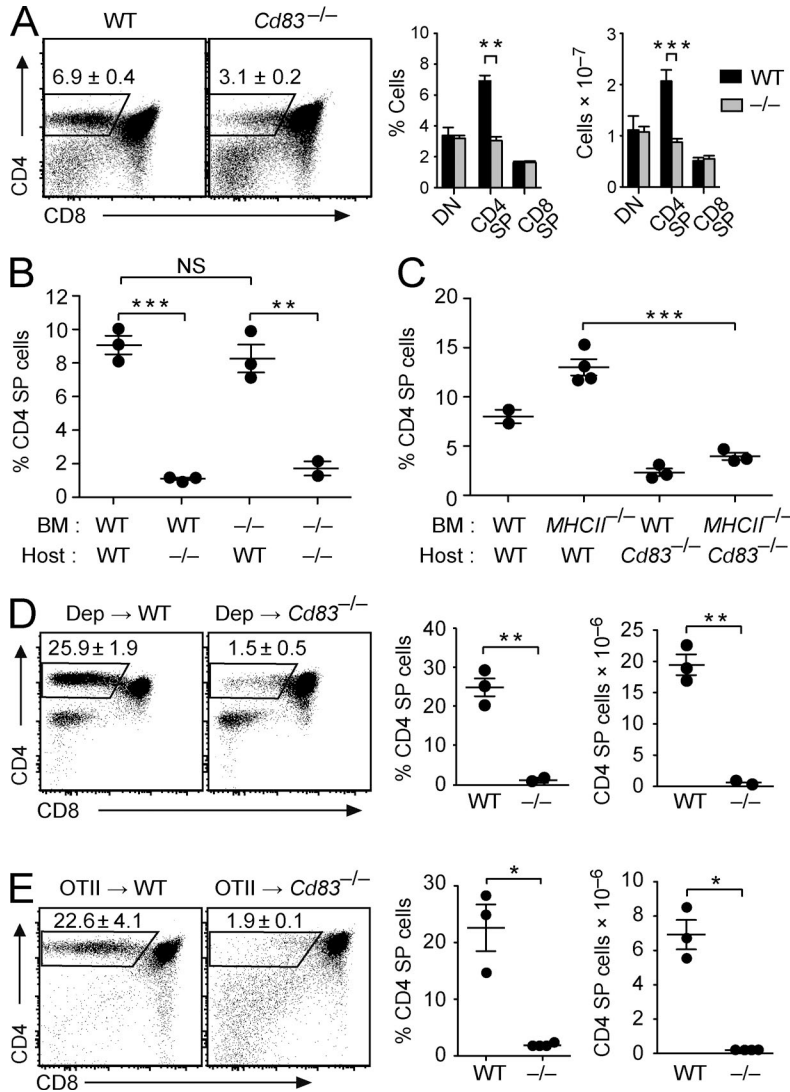 A
WT
Cd83–/–
6.9 ± 0.4
3.1 ± 0.2
CD4
CD8
% Cells
8
6
4
2
0
DN
CD4 SP
CD8 SP
**
Cells × 10–7
3
2
1
0
DN
CD4 SP
CD8 SP
***
WT
–/–
B
NS
***
**
% CD4 SP cells
12
10
8
6
4
2
0
BM : WT WT –/– –/–
Host : WT –/– WT –/–
C
***
% CD4 SP cells
20
15
10
5
0
BM : WT MHCII–/– WT MHCII–/–
Host : WT WT Cd83–/– Cd83–/–
D
Dep → WT
Dep → Cd83–/–
25.9 ± 1.9
1.5 ± 0.5
CD4
CD8
% CD4 SP cells
40
30
20
10
0
**
WT –/–
CD4 SP cells × 10–6
25
20
15
10
5
0
**
WT –/–
E
OTII → WT
OTII → Cd83–/–
22.6 ± 4.1
1.9 ± 0.1
CD4
CD8
% CD4 SP cells
30
20
10
0
*
WT –/–
CD4 SP cells × 10–6
10
8
6
4
2
0
*
WT –/–